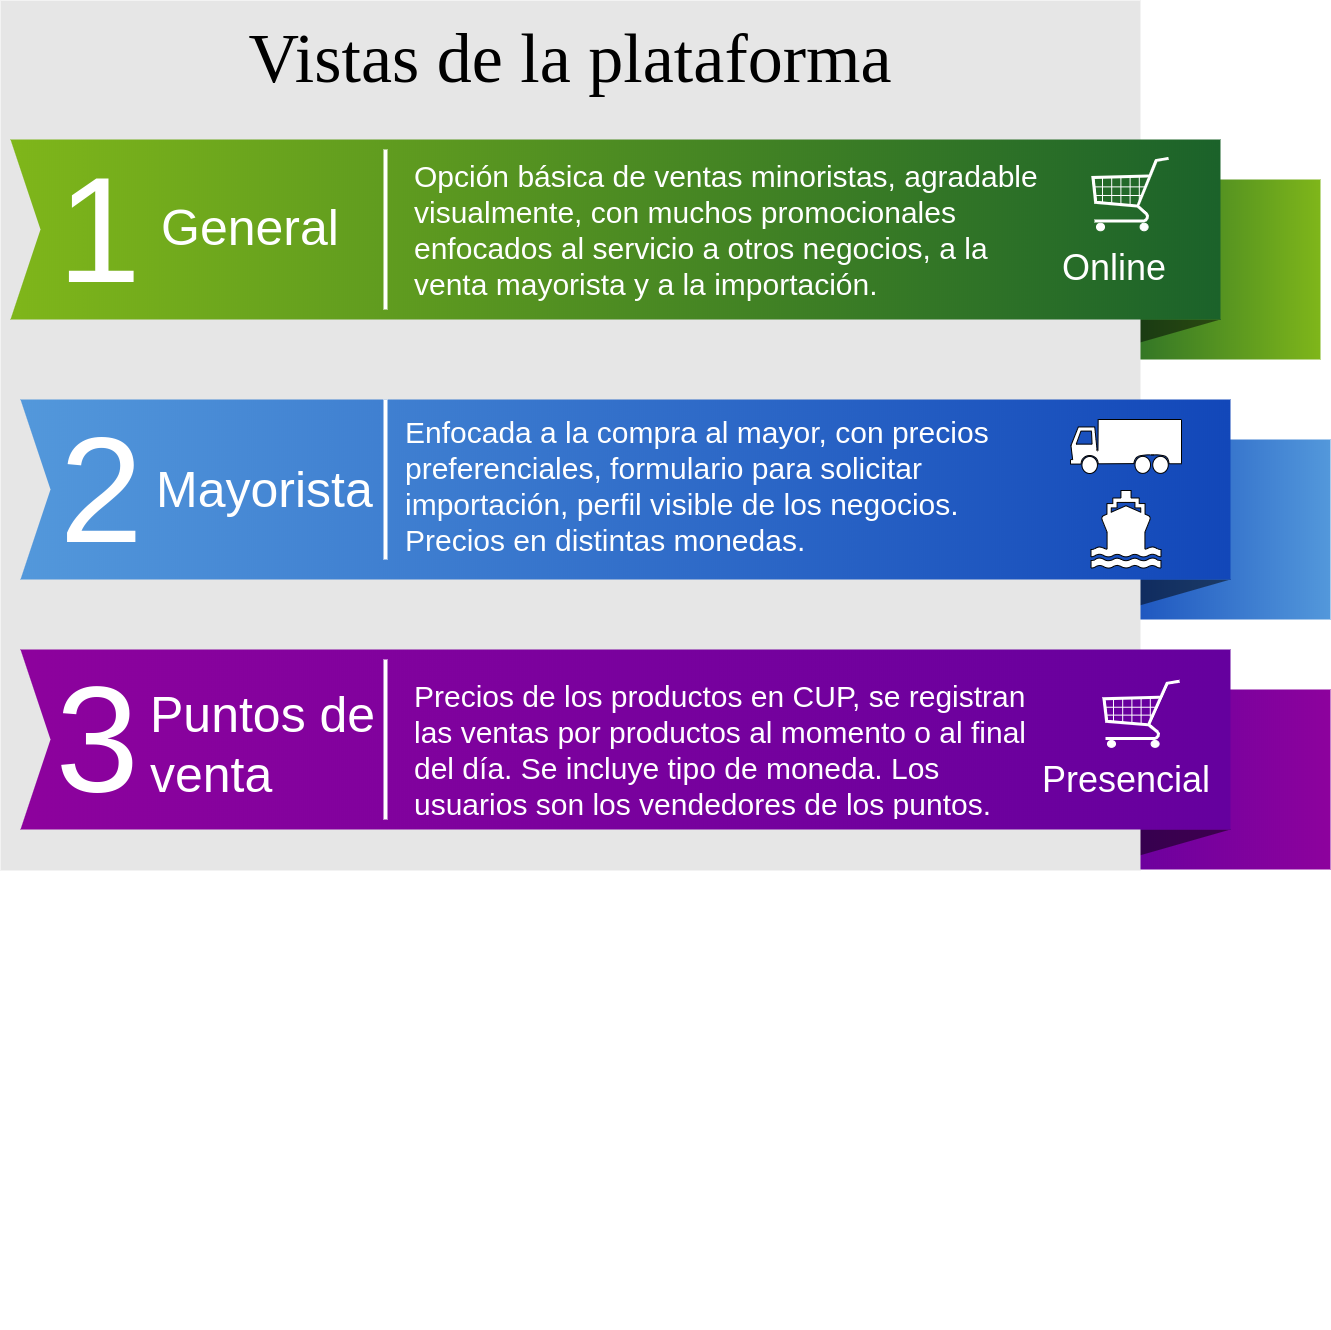 Vistas de la plataforma
1
General
Opción básica de ventas minoristas, agradable
visualmente, con muchos promocionales
enfocados al servicio a otros negocios, a la
venta mayorista y a la importación.
Online
2
Mayorista
Enfocada a la compra al mayor, con precios
preferenciales, formulario para solicitar
importación, perfil visible de los negocios.
Precios en distintas monedas.
3
Puntos de
venta
Precios de los productos en CUP, se registran
las ventas por productos al momento o al final
del día. Se incluye tipo de moneda. Los
usuarios son los vendedores de los puntos.
Presencial